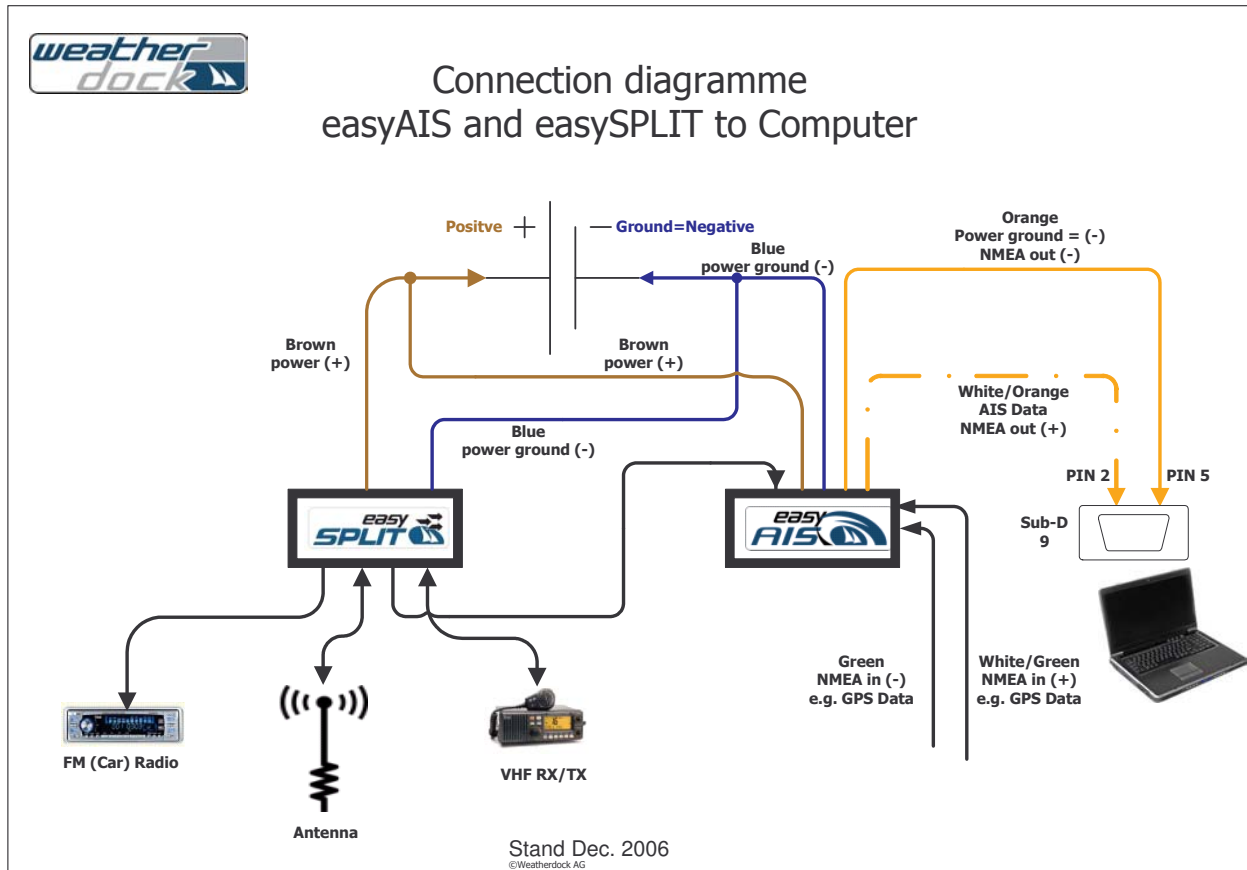 weather
dock
Connection diagramme
easyAIS and easySPLIT to Computer
Positve
+
—
Ground=Negative
Blue
power ground (-)
Orange
Power ground = (-)
NMEA out (-)
Brown
power (+)
Brown
power (+)
White/Orange
AIS Data
NMEA out (+)
Blue
power ground (-)
PIN 2
PIN 5
easy
SPLIT
easy
AIS
Sub-D
9
Green
NMEA in (-)
e.g. GPS Data
White/Green
NMEA in (+)
e.g. GPS Data
FM (Car) Radio
VHF RX/TX
Antenna
Stand Dec. 2006
©Weatherdock AG